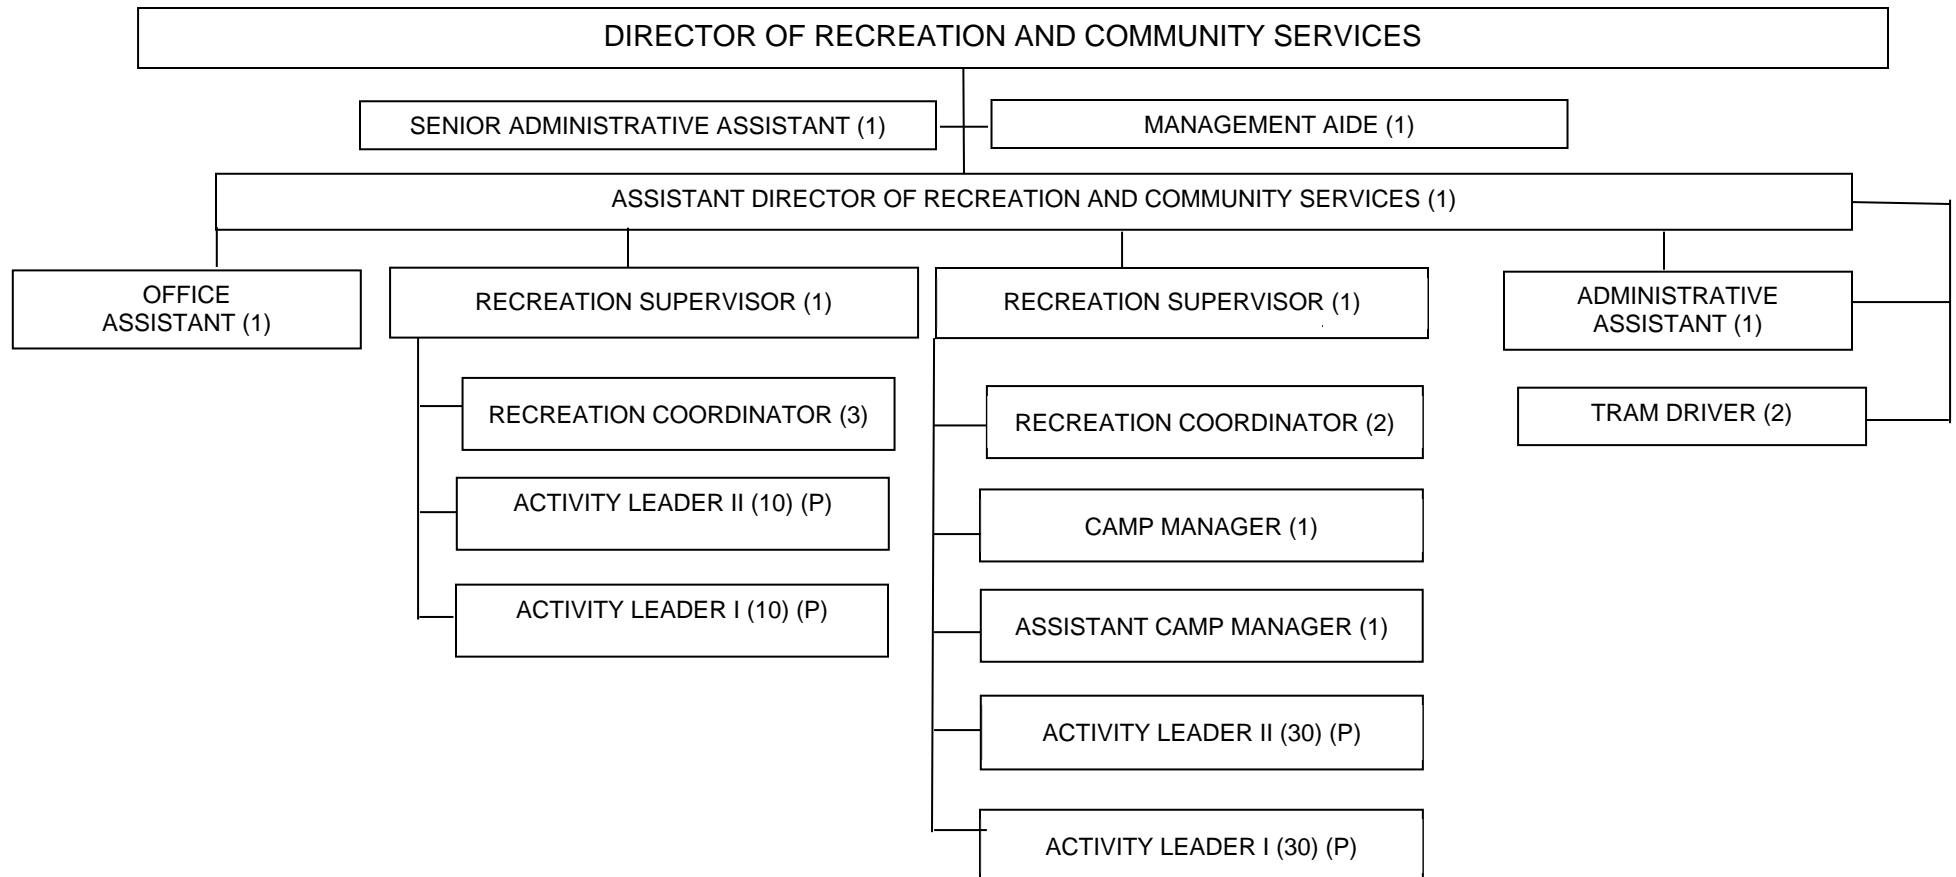 DIRECTOR OF RECREATION AND COMMUNITY SERVICES
SENIOR ADMINISTRATIVE ASSISTANT (1)
MANAGEMENT AIDE (1)
ASSISTANT DIRECTOR OF RECREATION AND COMMUNITY SERVICES (1)
OFFICE
ASSISTANT (1)
RECREATION SUPERVISOR (1)
RECREATION SUPERVISOR (1)
ADMINISTRATIVE
ASSISTANT (1)
RECREATION COORDINATOR (3)
ACTIVITY LEADER II (10) (P)
ACTIVITY LEADER I (10) (P)
RECREATION COORDINATOR (2)
CAMP MANAGER (1)
ASSISTANT CAMP MANAGER (1)
ACTIVITY LEADER II (30) (P)
ACTIVITY LEADER I (30) (P)
TRAM DRIVER (2)